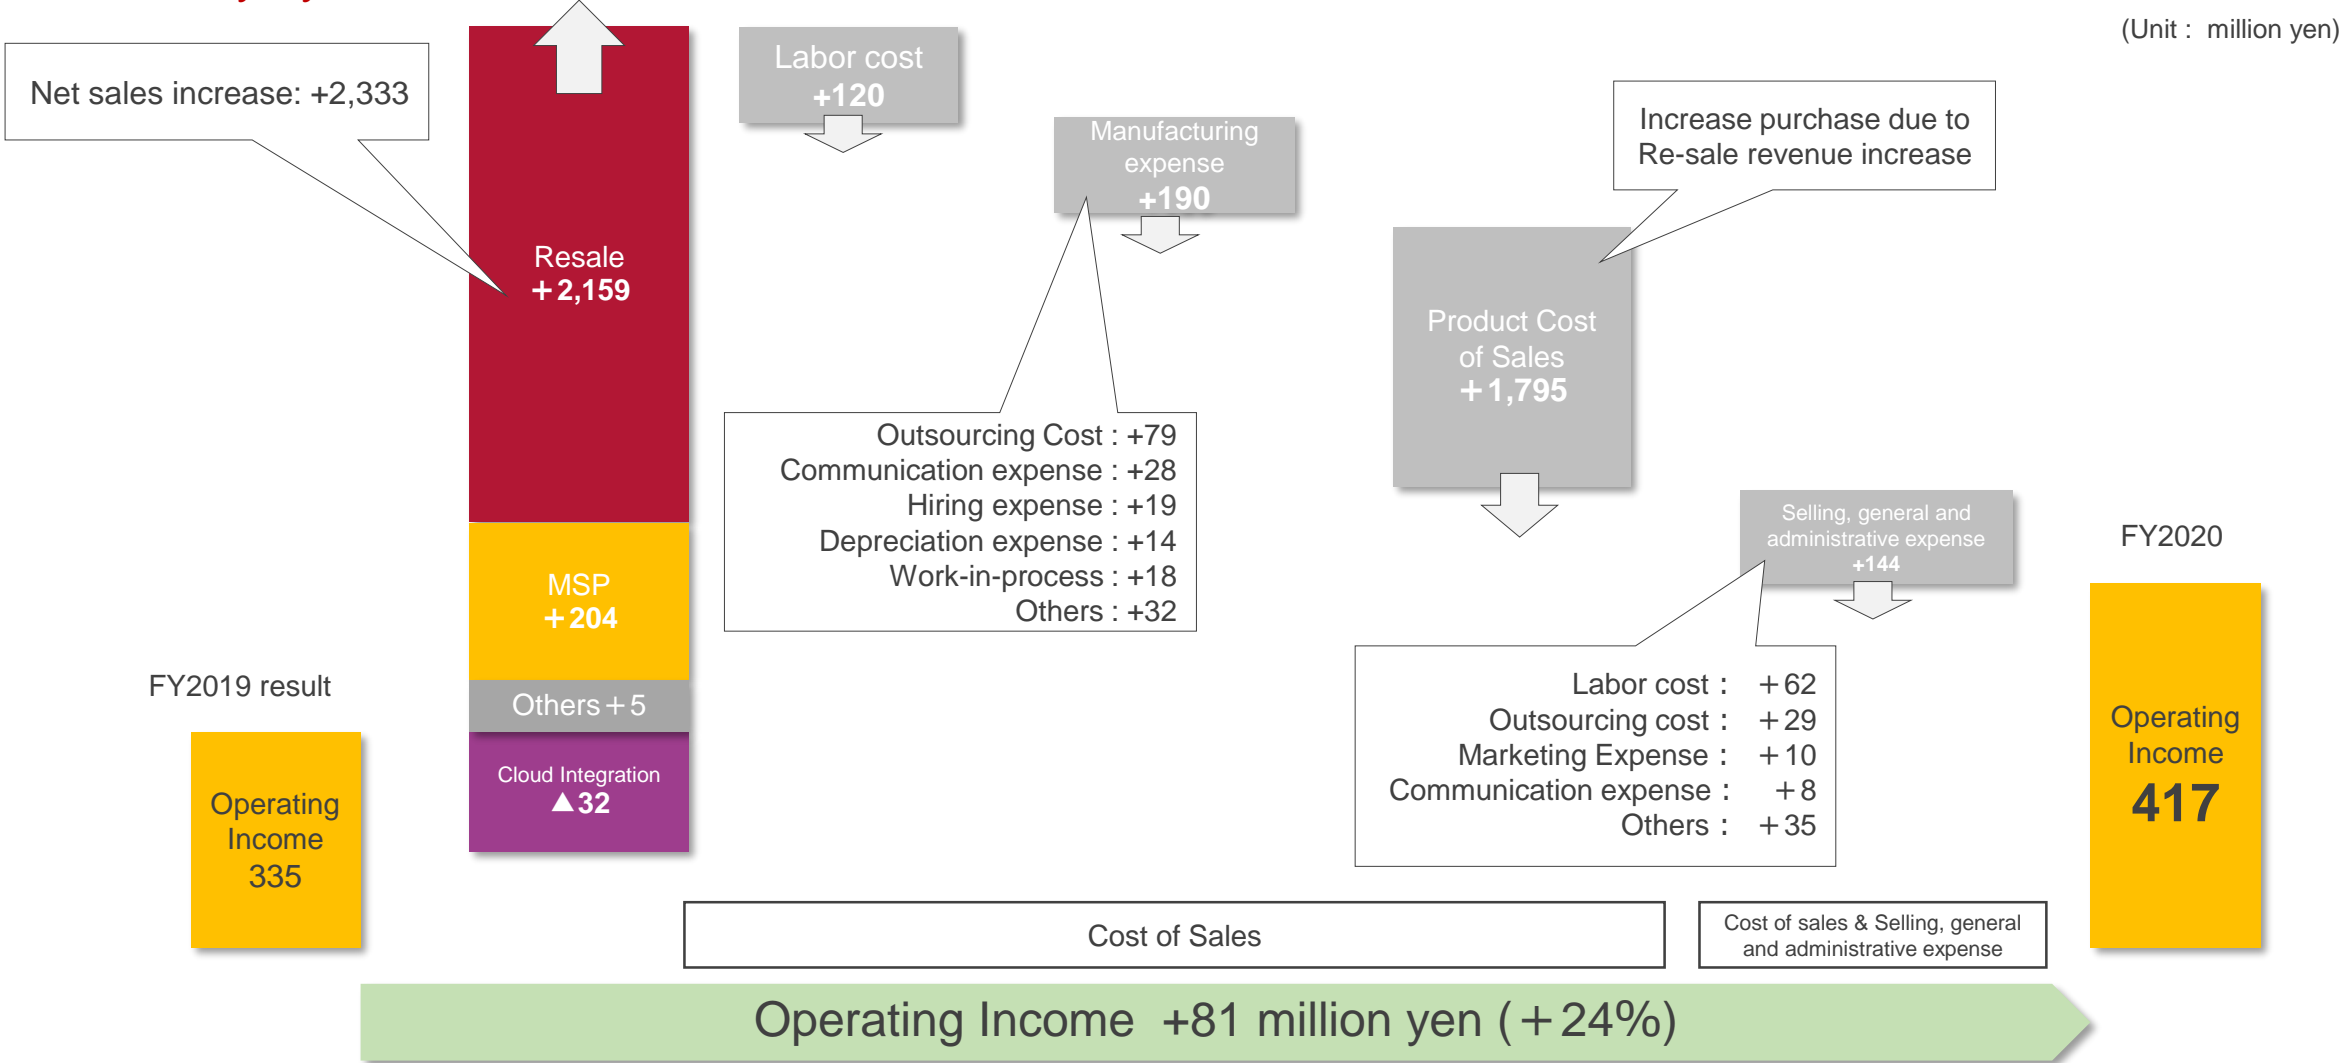 (Unit : million yen)
Net sales increase: +2,333
Resale
+2,159
MSP
+204
Others+5
Cloud Integration
▲32
FY2019 result
Operating
Income
335
Labor cost
+120
Manufacturing
expense
+190
Outsourcing Cost : +79
Communication expense : +28
Hiring expense : +19
Depreciation expense : +14
Work-in-process : +18
Others : +32
Increase purchase due to
Re-sale revenue increase
Product Cost
of Sales
+1,795
Selling, general and
administrative expense
+144
Labor cost : +62
Outsourcing cost : +29
Marketing Expense : +10
Communication expense : +8
Others : +35
FY2020
Operating
Income
417
Cost of Sales
Cost of sales & Selling, general
and administrative expense
Operating Income +81 million yen (+24%)